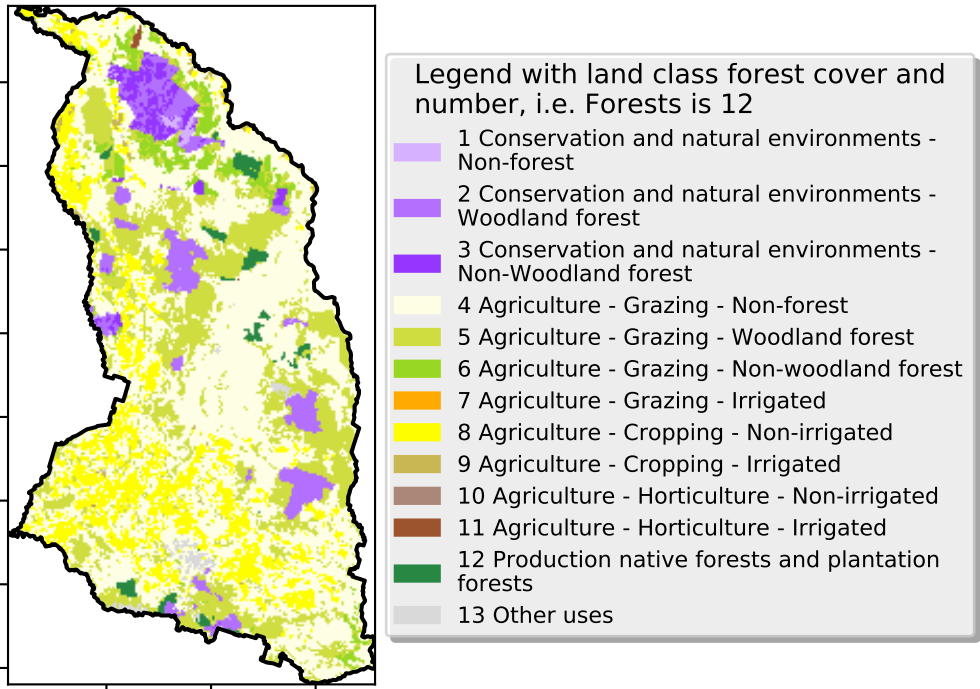 Legend with land class forest cover and
number, i.e. Forests is 12
1 Conservation and natural environments -
Non-forest
2 Conservation and natural environments -
Woodland forest
3 Conservation and natural environments -
Non-Woodland forest
4 Agriculture - Grazing - Non-forest
5 Agriculture - Grazing - Woodland forest
6 Agriculture - Grazing - Non-woodland forest
7 Agriculture - Grazing - Irrigated
8 Agriculture - Cropping - Non-irrigated
9 Agriculture - Cropping - Irrigated
10 Agriculture - Horticulture - Non-irrigated
11 Agriculture - Horticulture - Irrigated
12 Production native forests and plantation
forests
13 Other uses